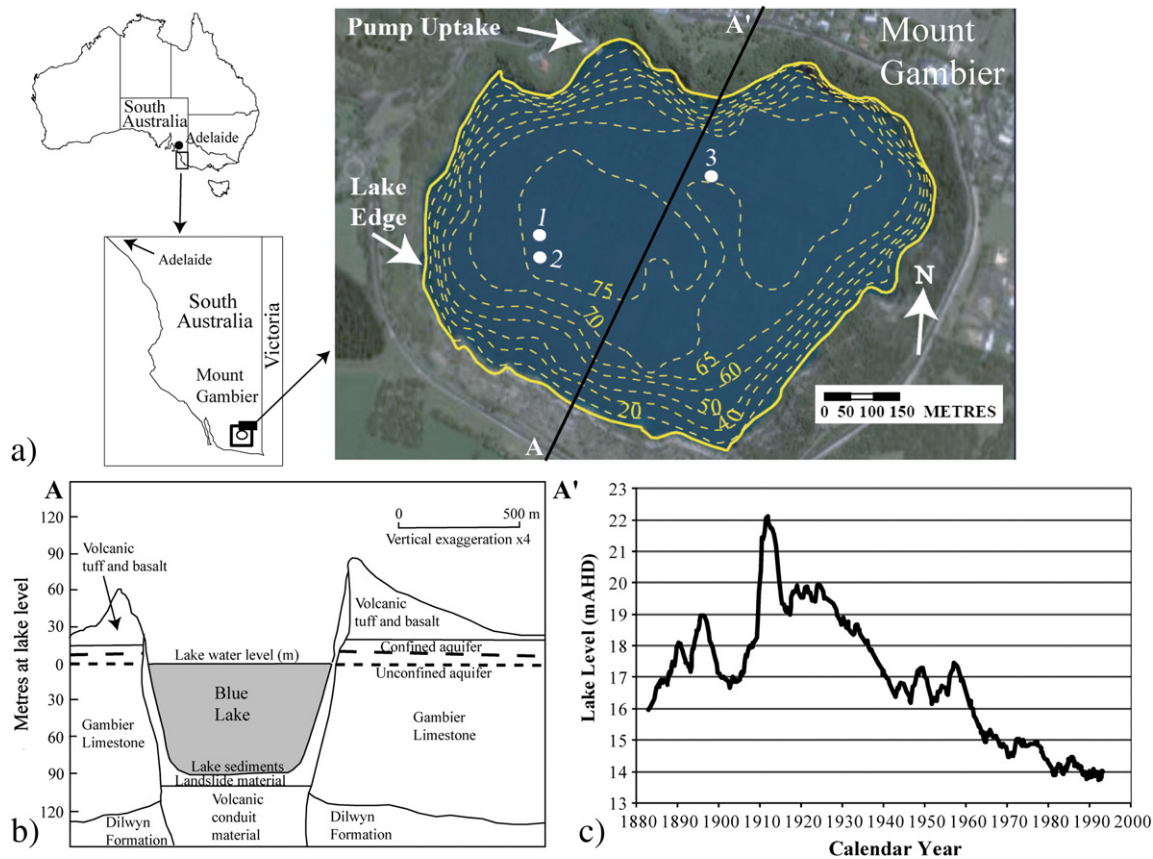 South
Australia
Adelaide
Adelaide
South
Australia
Victoria
Mount
Gambier
a)
Pump Uptake
A'
Mount
Gambier
Lake
Edge
3
1
2
75
70
65
60
50
40
20
N
0 50 100 150 METRES
A
A
A'
120
90
60
30
0
30
60
90
120
Metres at lake level
0 500 m
Vertical exaggeration x4
Volcanic
tuff and basalt
Volcanic
tuff and basalt
Lake water level (m)
Confined aquifer
Unconfined aquifer
Blue
Lake
Gambier
Limestone
Gambier
Limestone
Lake sediments
Landslide material
Volcanic
conduit
material
Dilwyn
Formation
Dilwyn
Formation
b)
23
22
21
20
19
18
17
16
15
14
13
Lake Level (mAHD)
1880 1890 1900 1910 1920 1930 1940 1950 1960 1970 1980 1990 2000
Calendar Year
c)